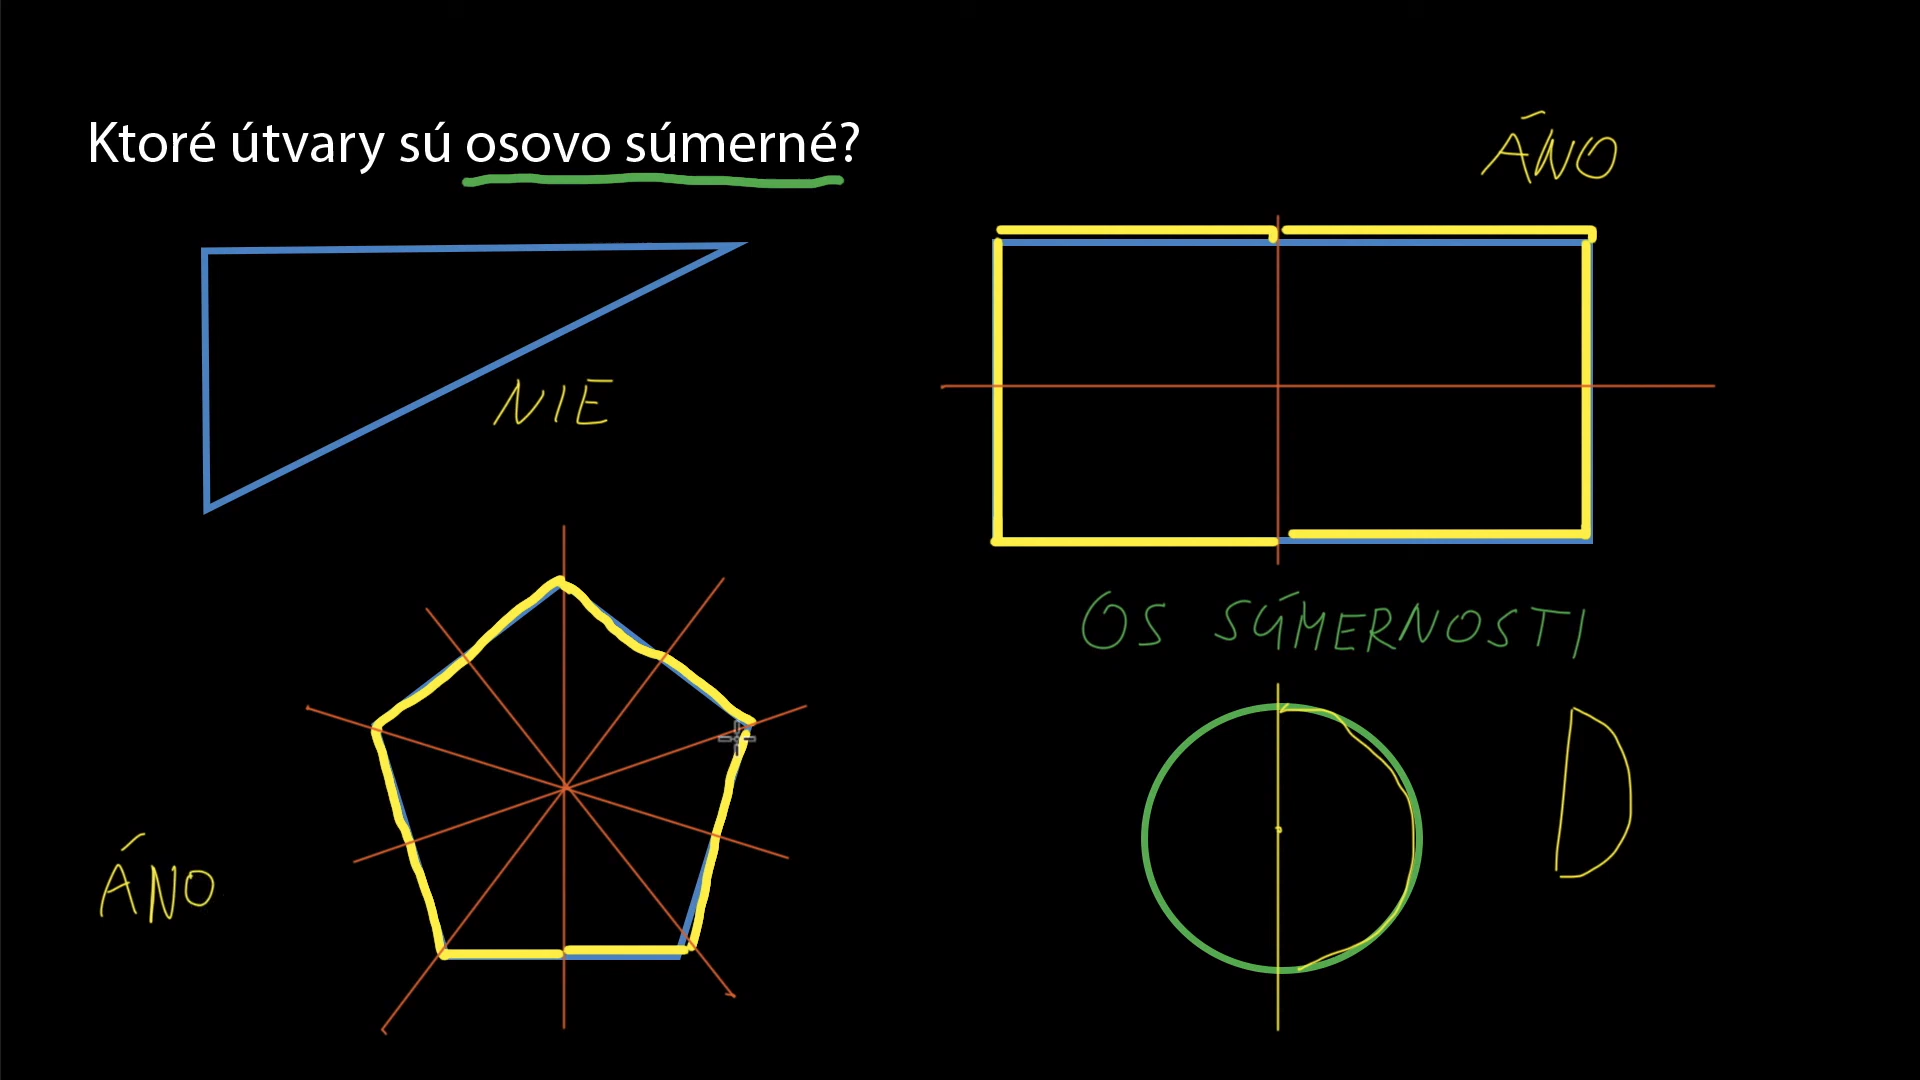 Ktoré útvary sú osovo súmerné?
ÁNO
NIE
OS SÚMERNOSTI
ÁNO
D